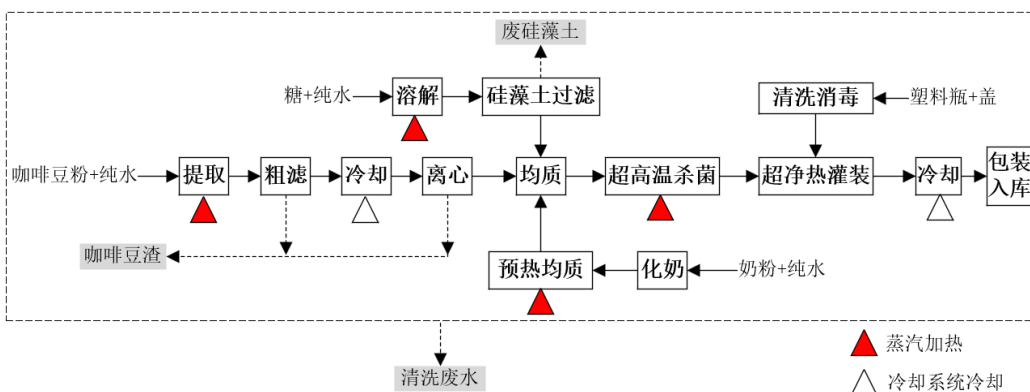 废硅藻土
糖+纯水
溶解
硅藻土过滤
清洗消毒
塑料瓶+盖
咖啡豆粉+纯水
提取
粗滤
冷却
离心
均质
超高温杀菌
超净热灌装
冷却
包装
入库
咖啡豆渣
预热均质
化奶
奶粉+纯水
蒸汽加热
清洗废水
冷却系统冷却